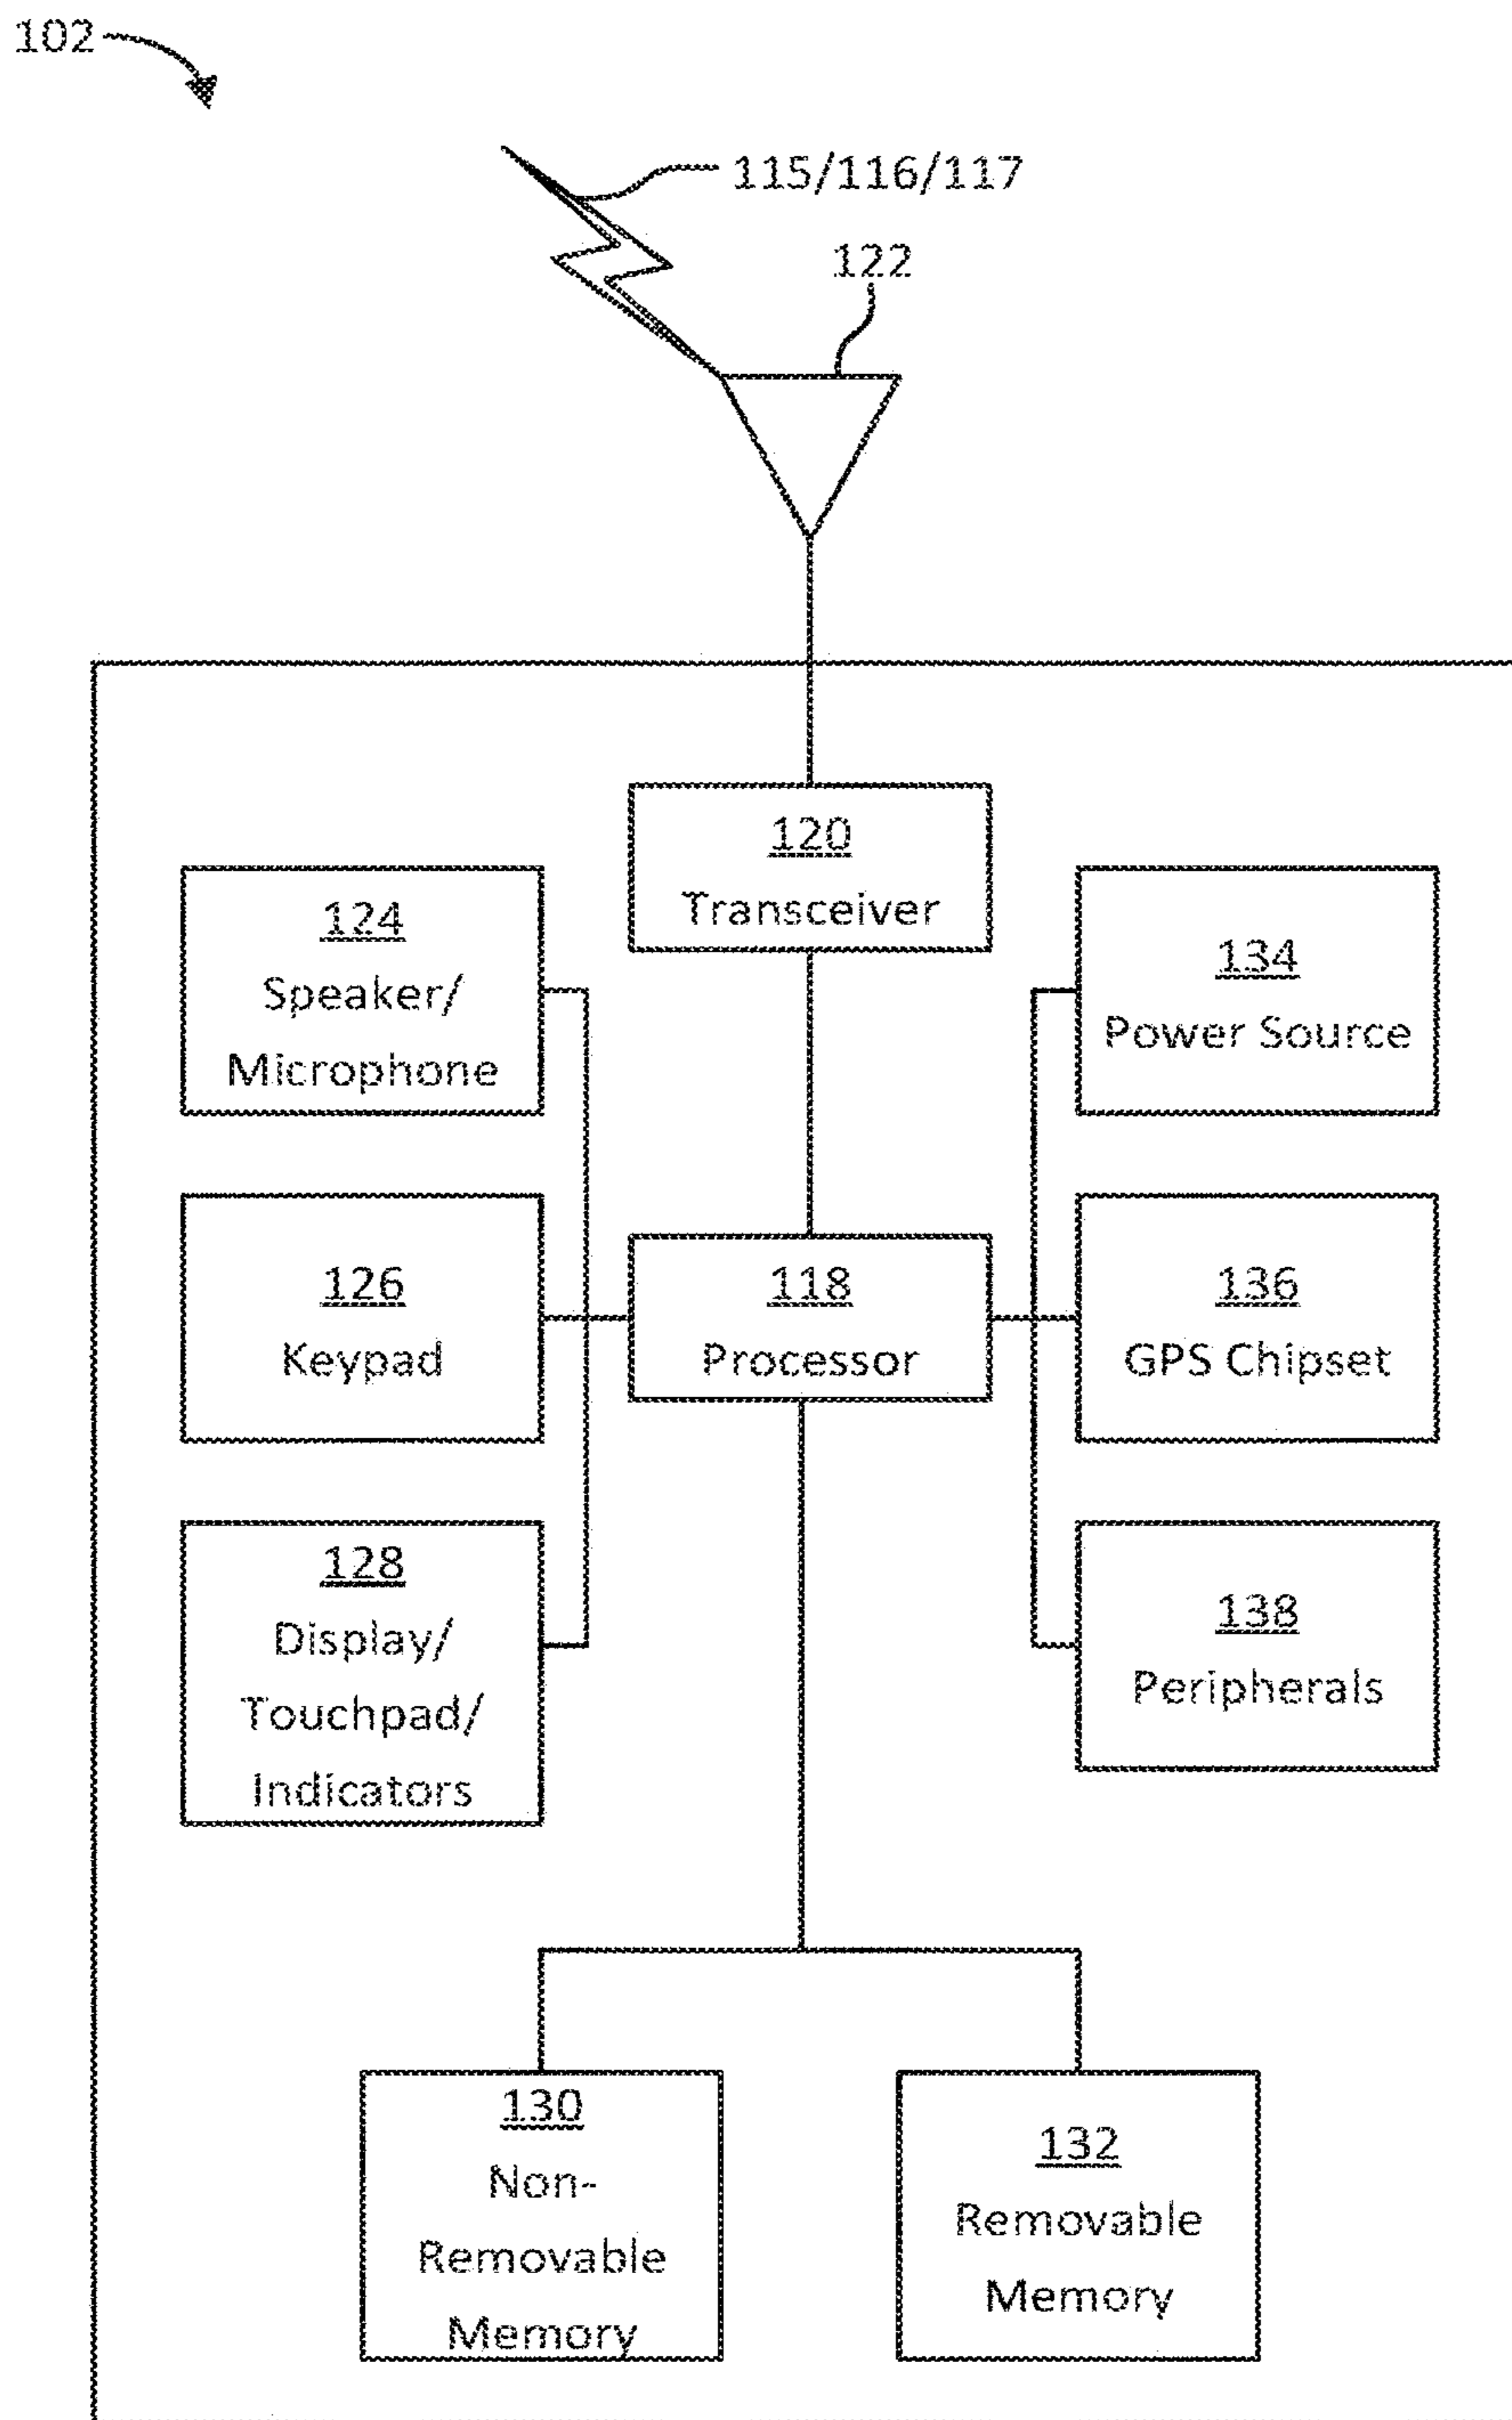 102
115/116/117
122
120
Transceiver
124
Speaker/
Microphone
134
Power Source
126
Keypad
118
Processor
136
GPS Chipset
128
Display/
Touchpad/
Indicators
138
Peripherals
130
Non-
Removable
Memory
132
Removable
Memory